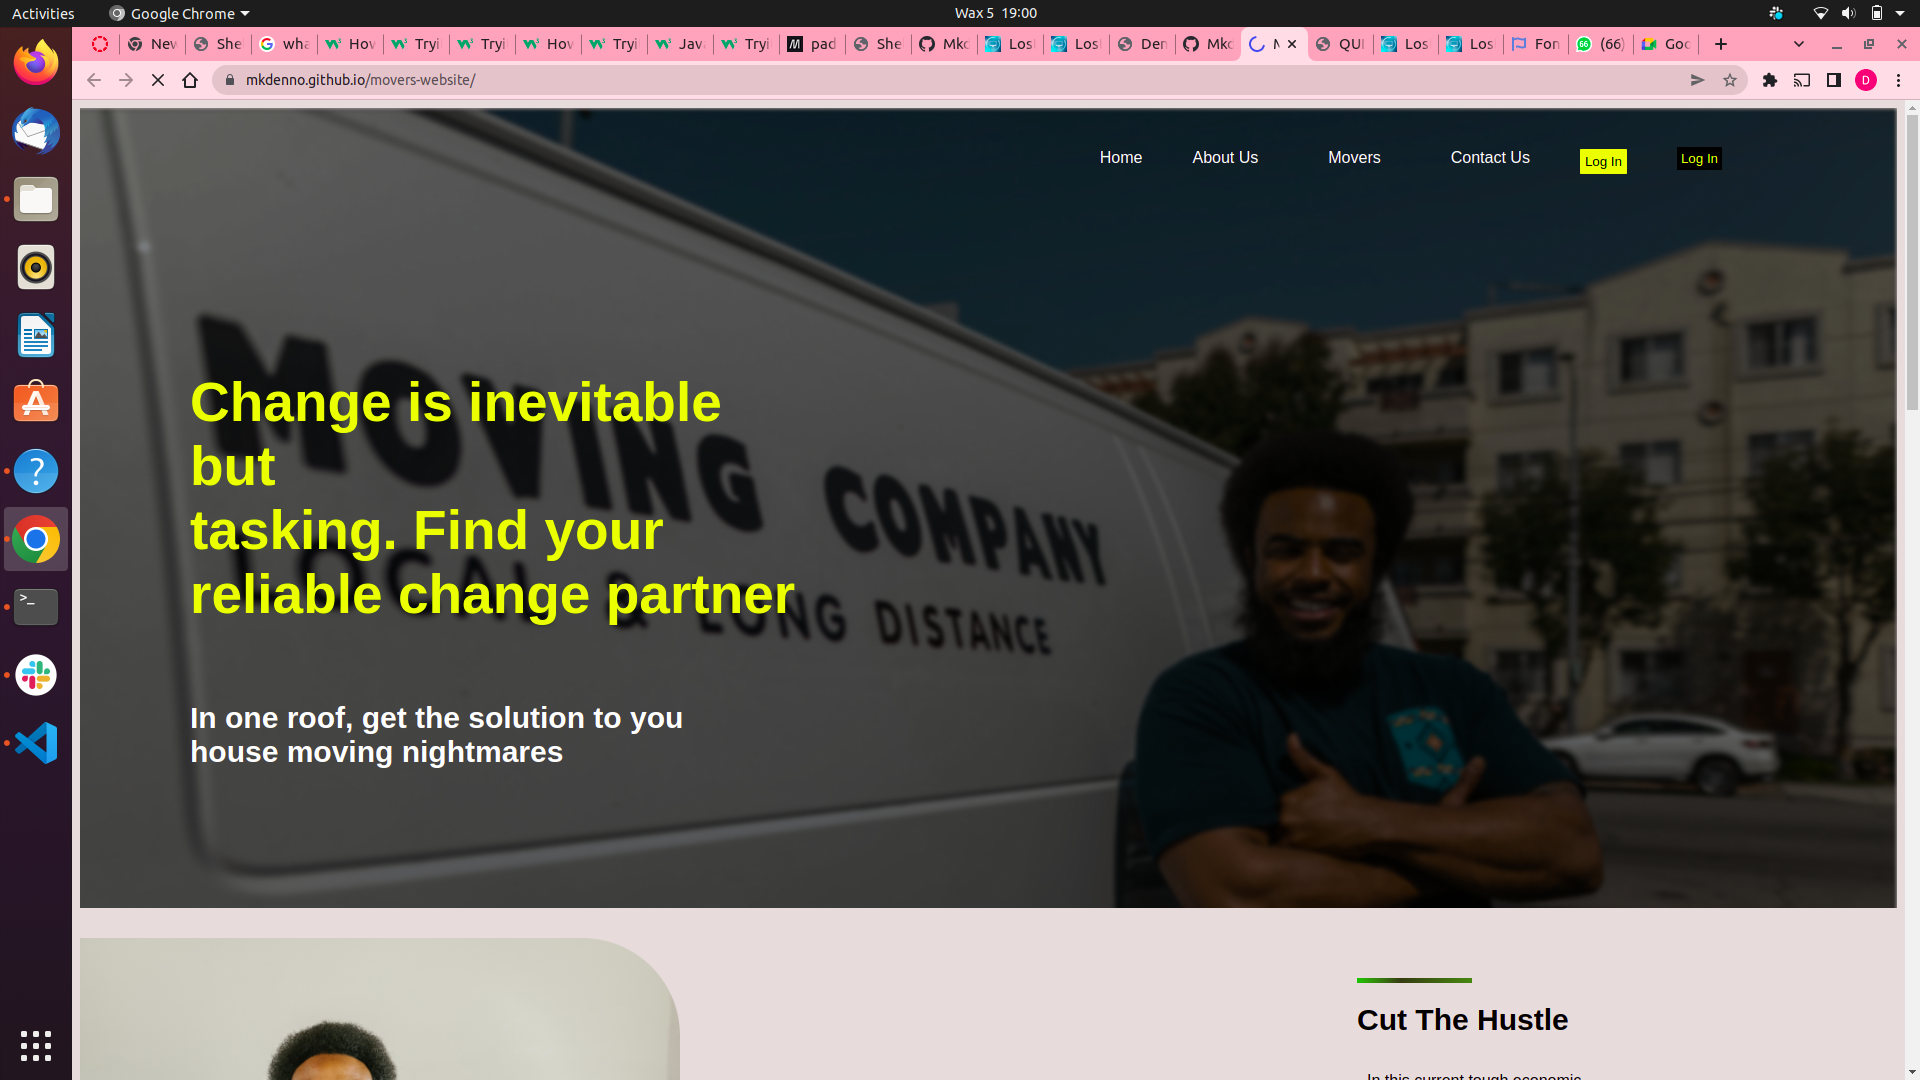 Activities
Google Chrome
Wax 5 19:00
New
She
wha
How
Tryi
Tryi
How
Tryi
Java
Tryi
pad
She
Mkd
Los
Los
Den
Mkd
M
QUI
Los
Los
Fon
(66)
Goo
mkdenno.github.io/movers-website/
D
Home
About Us
Movers
Contact Us
Log In
Log In
MOVING COMPANY
LOCAL & LONG DISTANCE
Change is inevitable
but
tasking. Find your
reliable change partner
In one roof, get the solution to you
house moving nightmares
Cut The Hustle
In this current tough economic